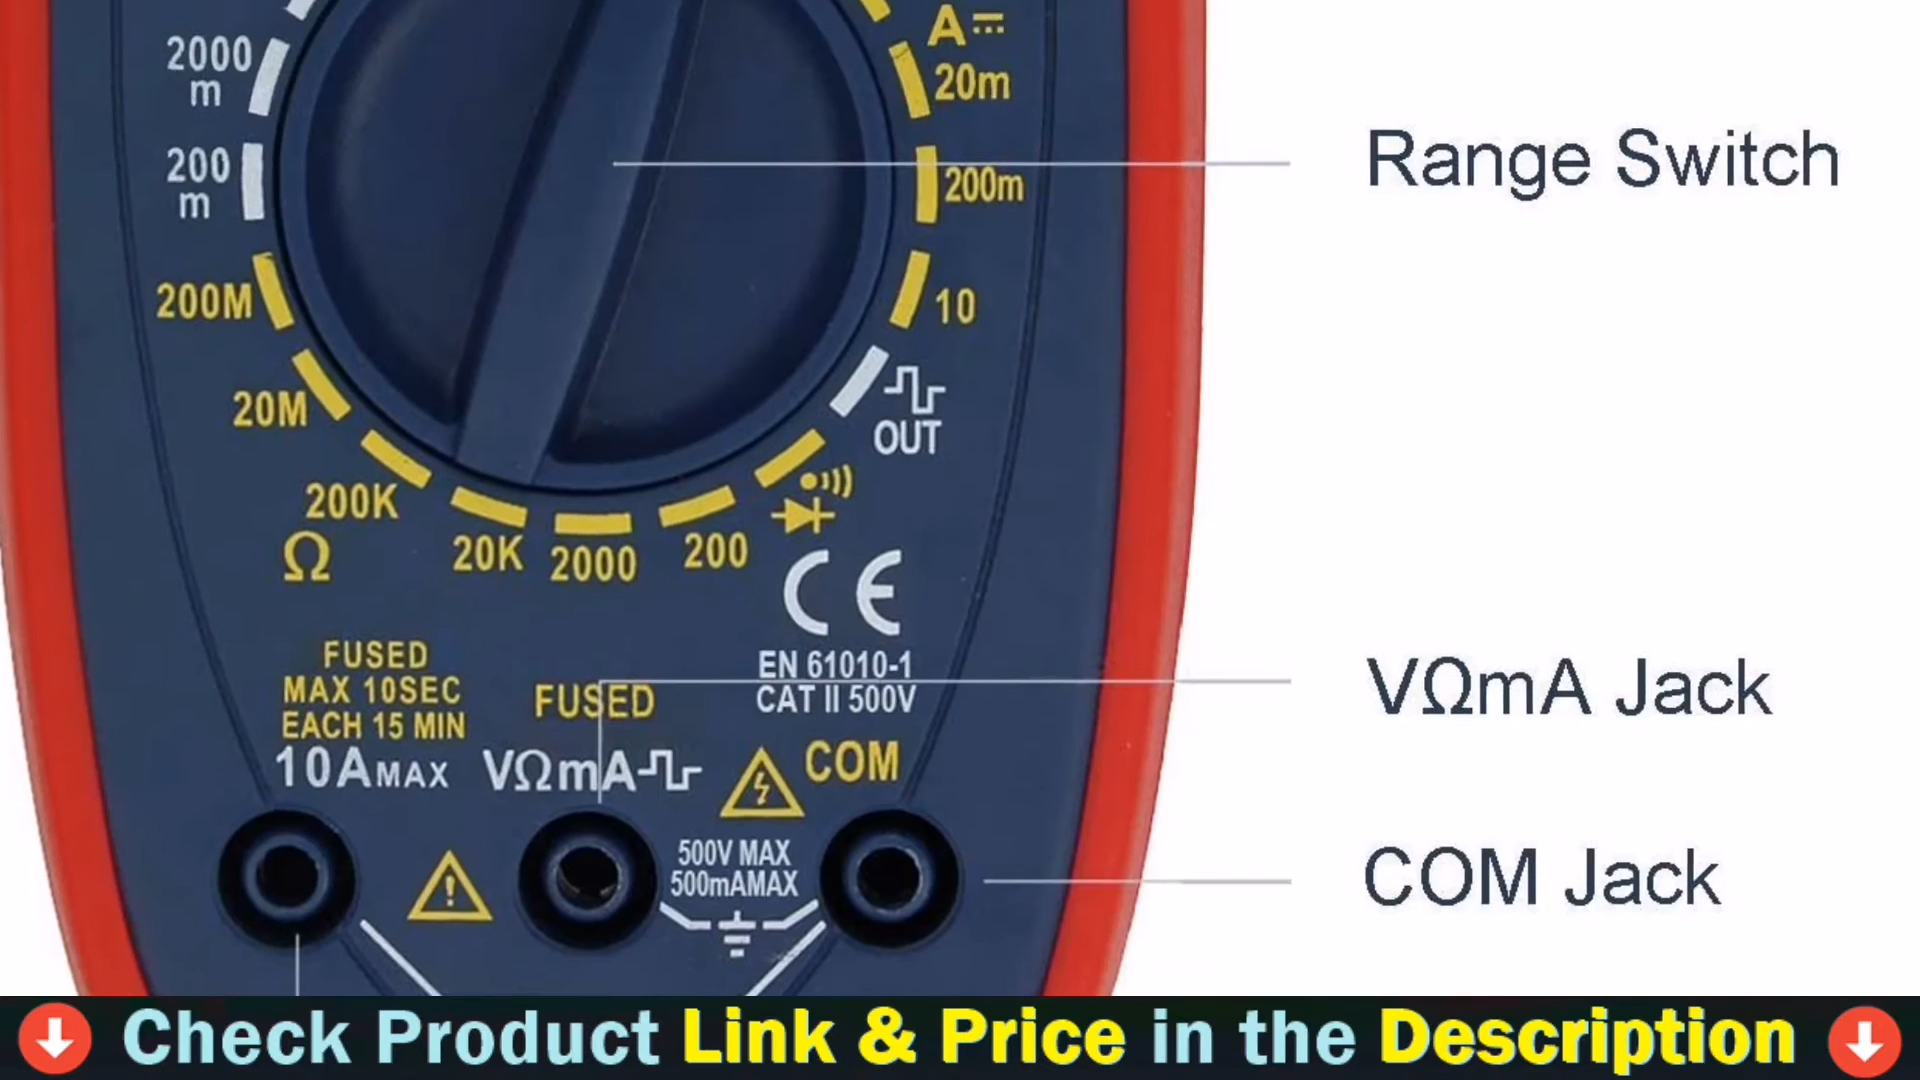 2000
m
200
m
200M
20M
200K
Ω
20K
2000
200
A
20m
200m
10
OUT
CE
EN 61010-1
CAT II 500V
FUSED
MAX 10SEC
EACH 15 MIN
10AMAX
FUSED
VΩmA
COM
500V MAX
500mAMAX
Range Switch
VΩmA Jack
COM Jack
Check Product Link & Price in the Description